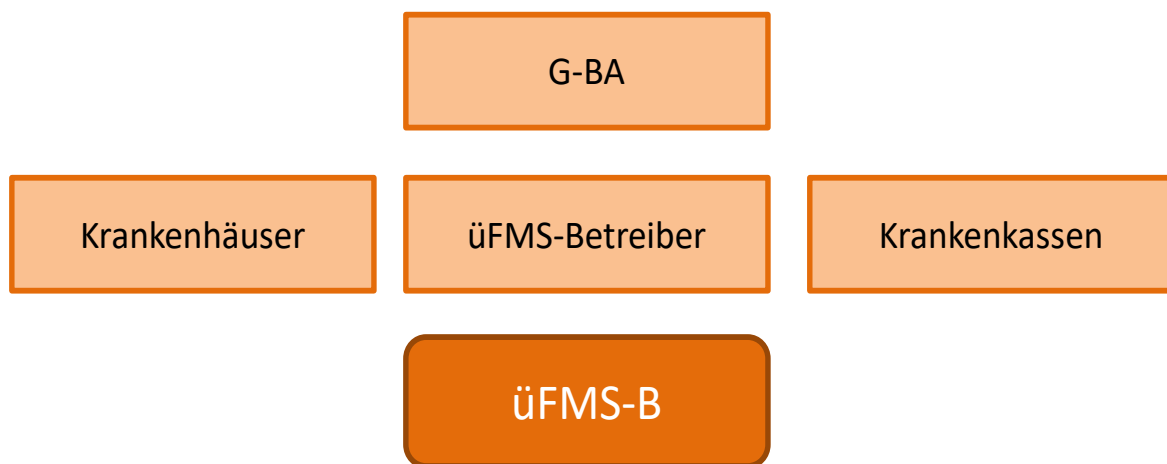 G-BA
Krankenhäuser
üFMS-Betreiber
Krankenkassen
üFMS-B